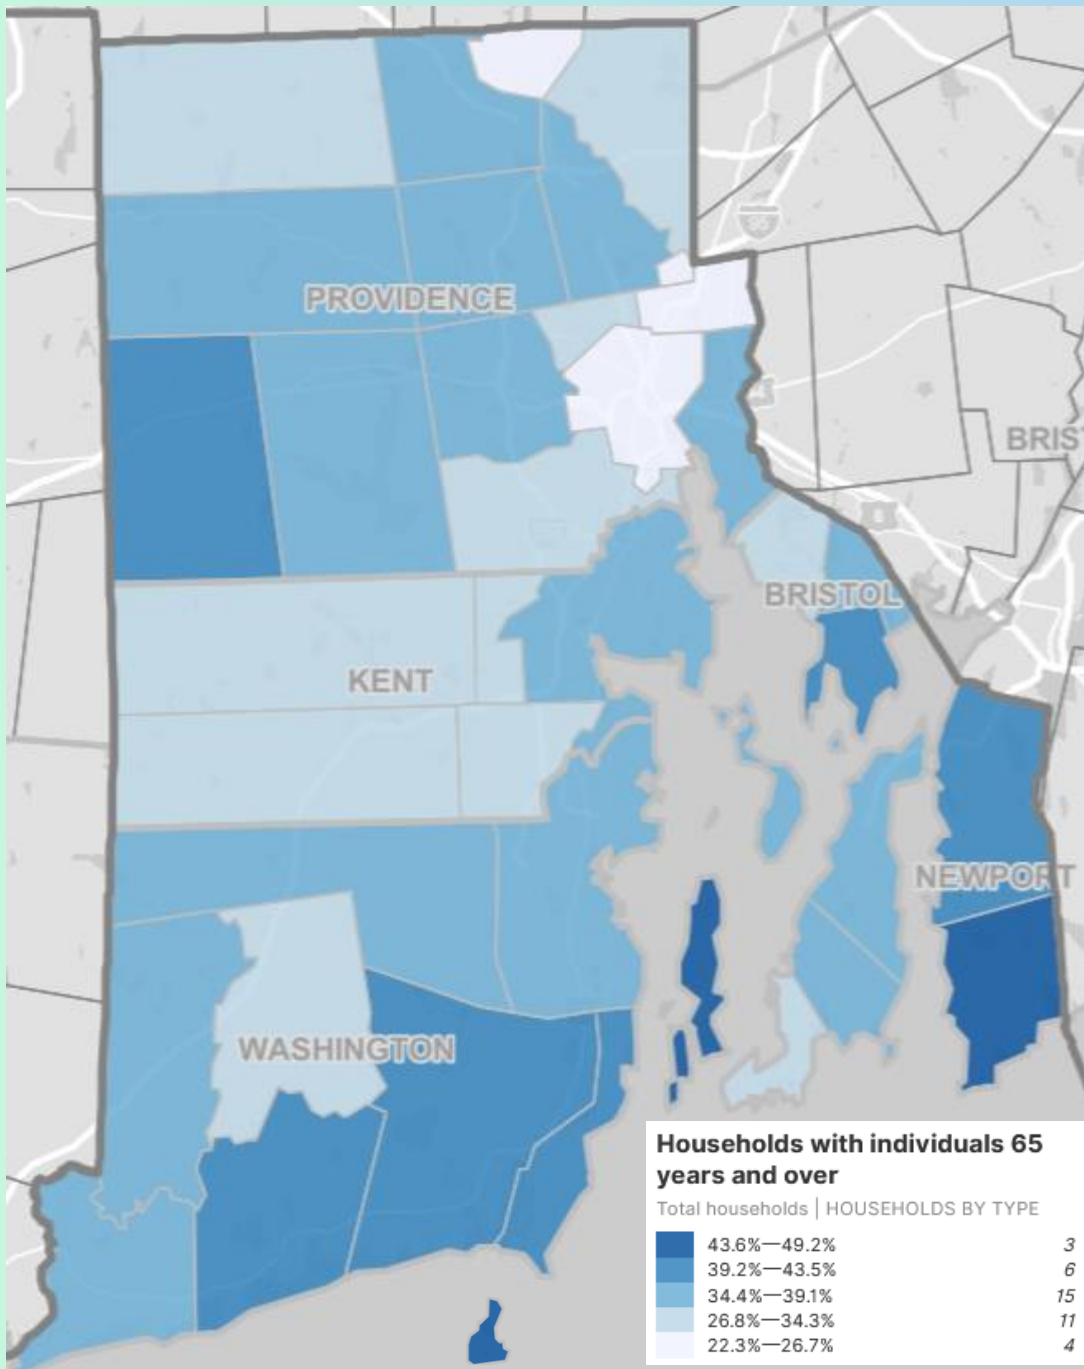 PROVIDENCE
BRIST
BRISTOL
KENT
NEWPORT
WASHINGTON
Households with individuals 65
years and over
Total households | HOUSEHOLDS BY TYPE
43.6%—49.2% 3
39.2%—43.5% 6
34.4%—39.1% 15
26.8%—34.3% 11
22.3%—26.7% 4